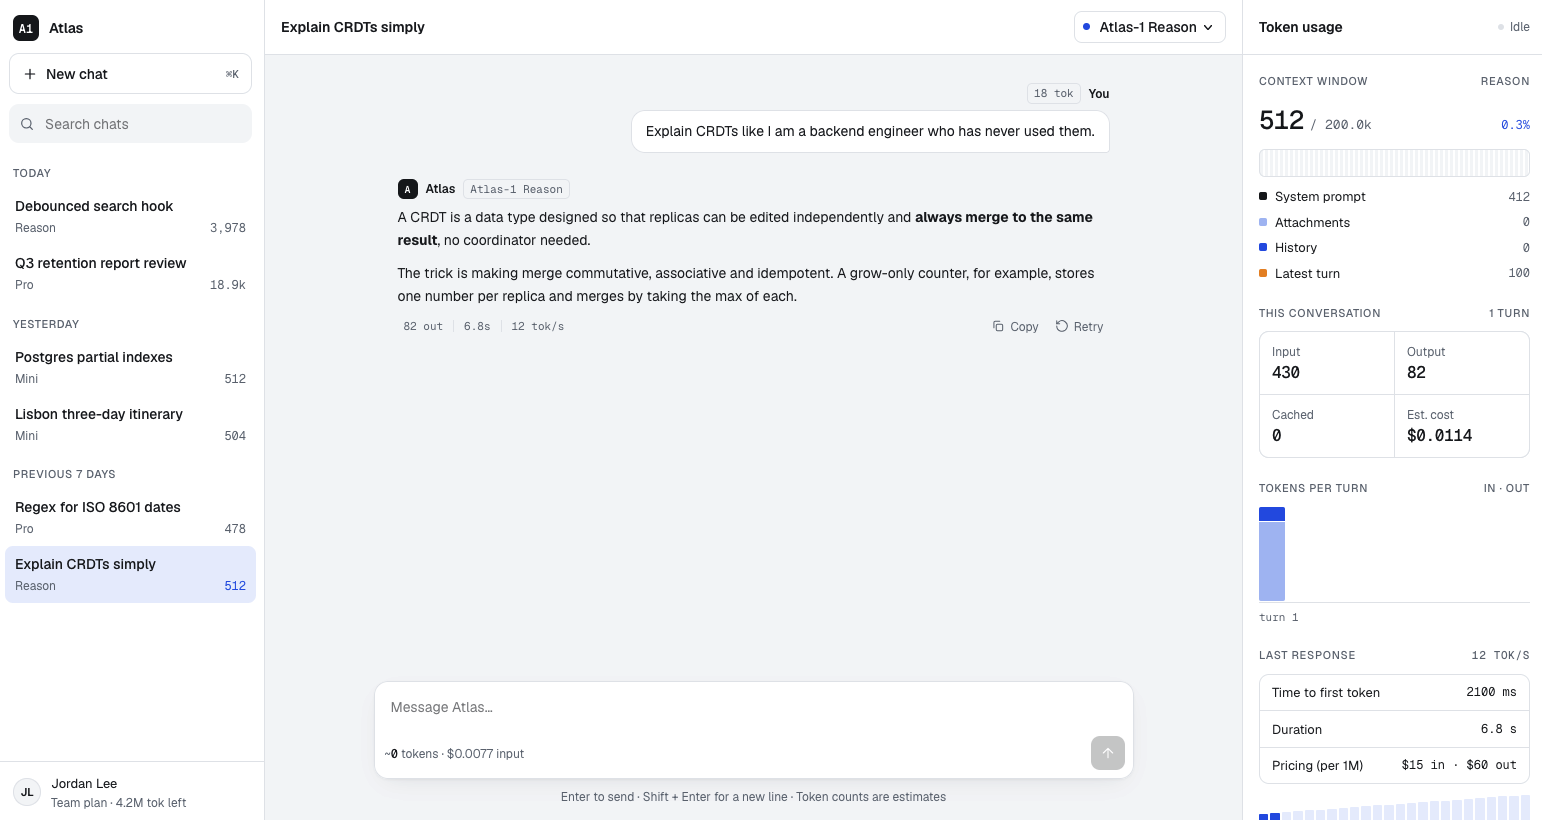 A1 Atlas
New chat ⌘K
Search chats
TODAY
Debounced search hook
Reason 3,978
Q3 retention report review
Pro 18.9k
YESTERDAY
Postgres partial indexes
Mini 512
Lisbon three-day itinerary
Mini 504
PREVIOUS 7 DAYS
Regex for ISO 8601 dates
Pro 478
Explain CRDTs simply
Reason 512
JL Jordan Lee
Team plan · 4.2M tok left
Explain CRDTs simply
Atlas-1 Reason
18 tok You
Explain CRDTs like I am a backend engineer who has never used them.
A Atlas Atlas-1 Reason
A CRDT is a data type designed so that replicas can be edited independently and always merge to the same
result, no coordinator needed.
The trick is making merge commutative, associative and idempotent. A grow-only counter, for example, stores
one number per replica and merges by taking the max of each.
82 out 6.8s 12 tok/s Copy Retry
Message Atlas…
~0 tokens · $0.0077 input
Enter to send · Shift + Enter for a new line · Token counts are estimates
Token usage Idle
CONTEXT WINDOW REASON
512 / 200.0k 0.3%
System prompt 412
Attachments 0
History 0
Latest turn 100
THIS CONVERSATION 1 TURN
Input Output
430 82
Cached Est. cost
0 $0.0114
TOKENS PER TURN IN · OUT
turn 1
LAST RESPONSE 12 TOK/S
Time to first token 2100 ms
Duration 6.8 s
Pricing (per 1M) $15 in · $60 out